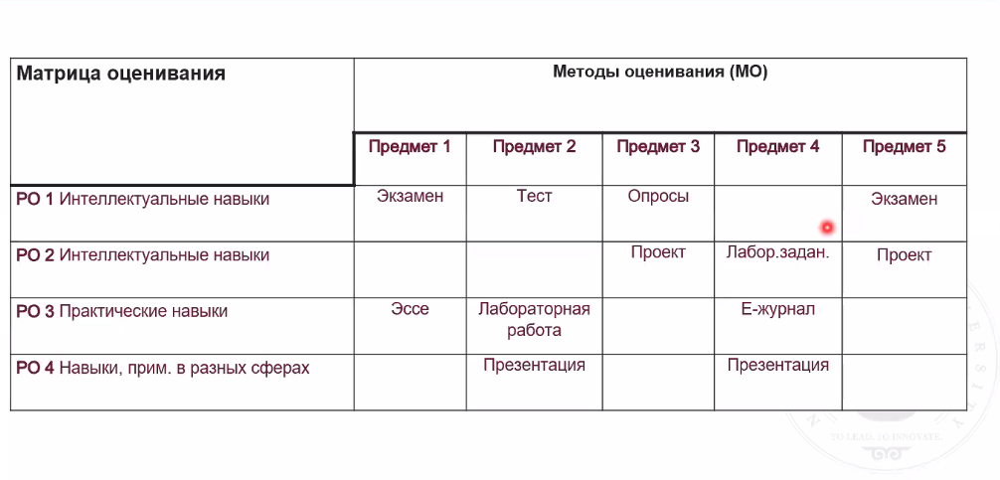 Матрица оценивания
Методы оценивания (МО)
Предмет 1 Предмет 2 Предмет 3 Предмет 4 Предмет 5
РО 1 Интеллектуальные навыки Экзамен Тест Опросы Экзамен
РО 2 Интеллектуальные навыки Проект Лабор.задан. Проект
РО 3 Практические навыки Эссе Лабораторная Е-журнал
работа
РО 4 Навыки, прим. в разных сферах Презентация Презентация
TO LEAD, TO INNOVATE.